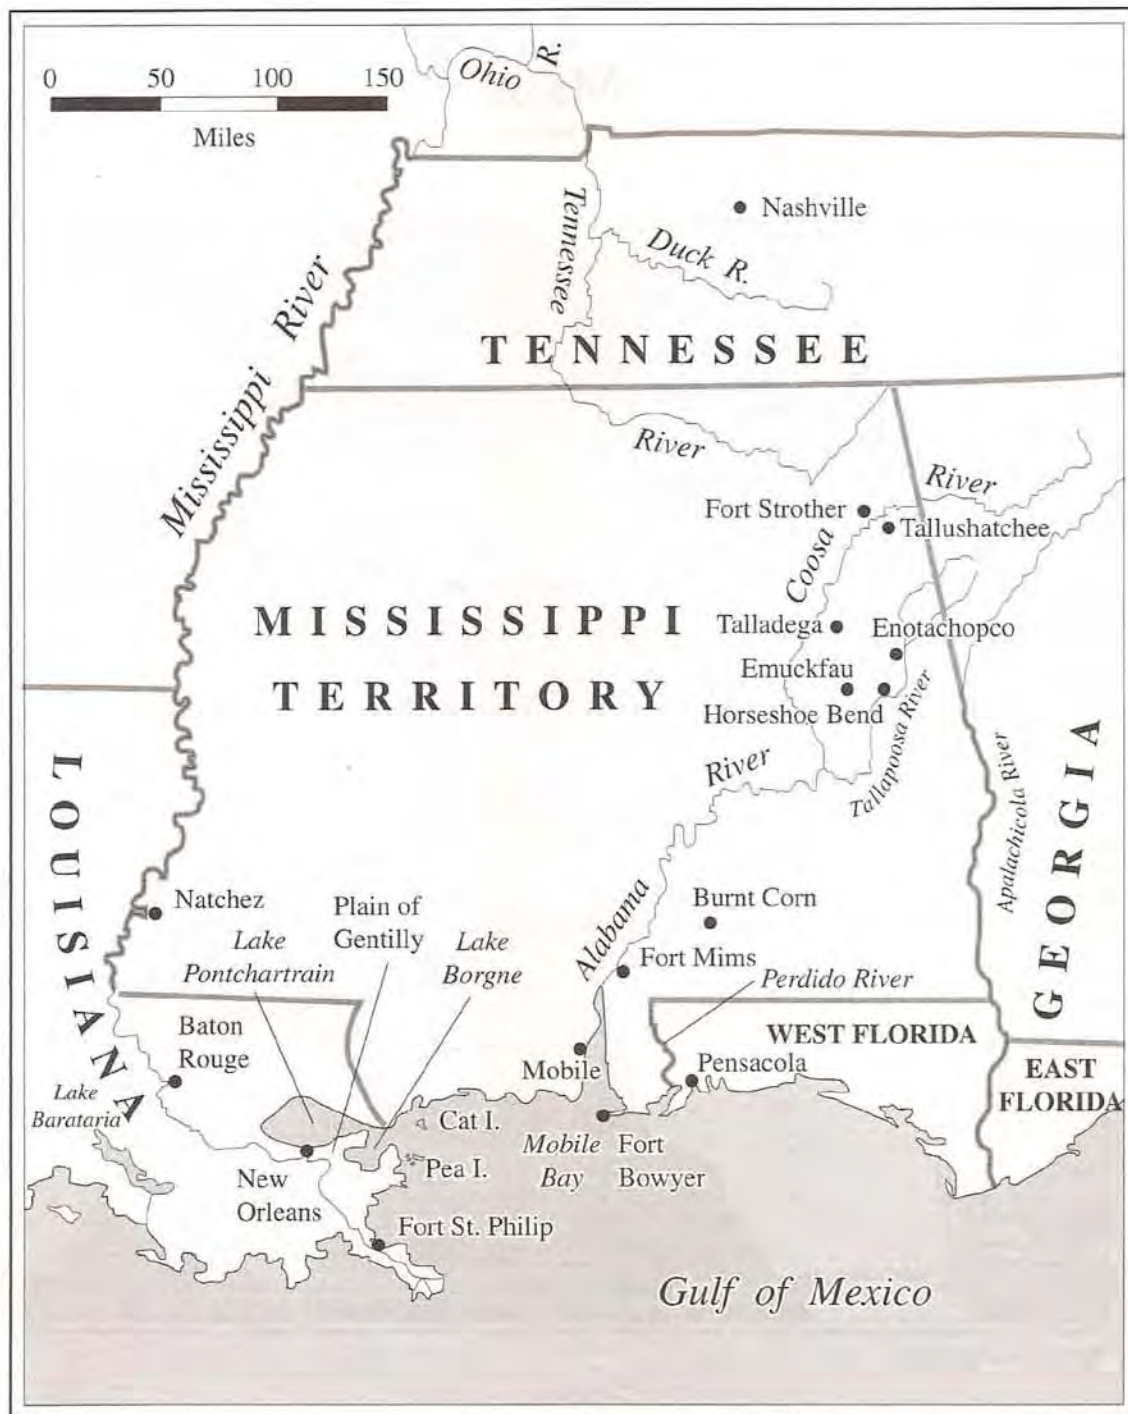 Ohio R.
0 50 100 150
Miles
Nashville
Tennessee
Duck R.
Mississippi River
TENNESSEE
River
River
Fort Strother
Tallushatchee
Coosa
MISSISSIPPI
TERRITORY
Talladega
Enotachopco
Emuckfau
Horseshoe Bend
Tallapoosa River
River
Apalachicola River
GEORGIA
LOUISIANA
Natchez
Plain of
Gentilly
Lake
Pontchartrain
Lake
Borgne
Alabama
Burnt Corn
Fort Mims
Perdido River
Baton
Rouge
WEST FLORIDA
Mobile
Pensacola
EAST
FLORIDA
Lake
Barataria
Cat I.
Mobile
Bay
Fort
Bowyer
Pea I.
New
Orleans
Fort St. Philip
Gulf of Mexico